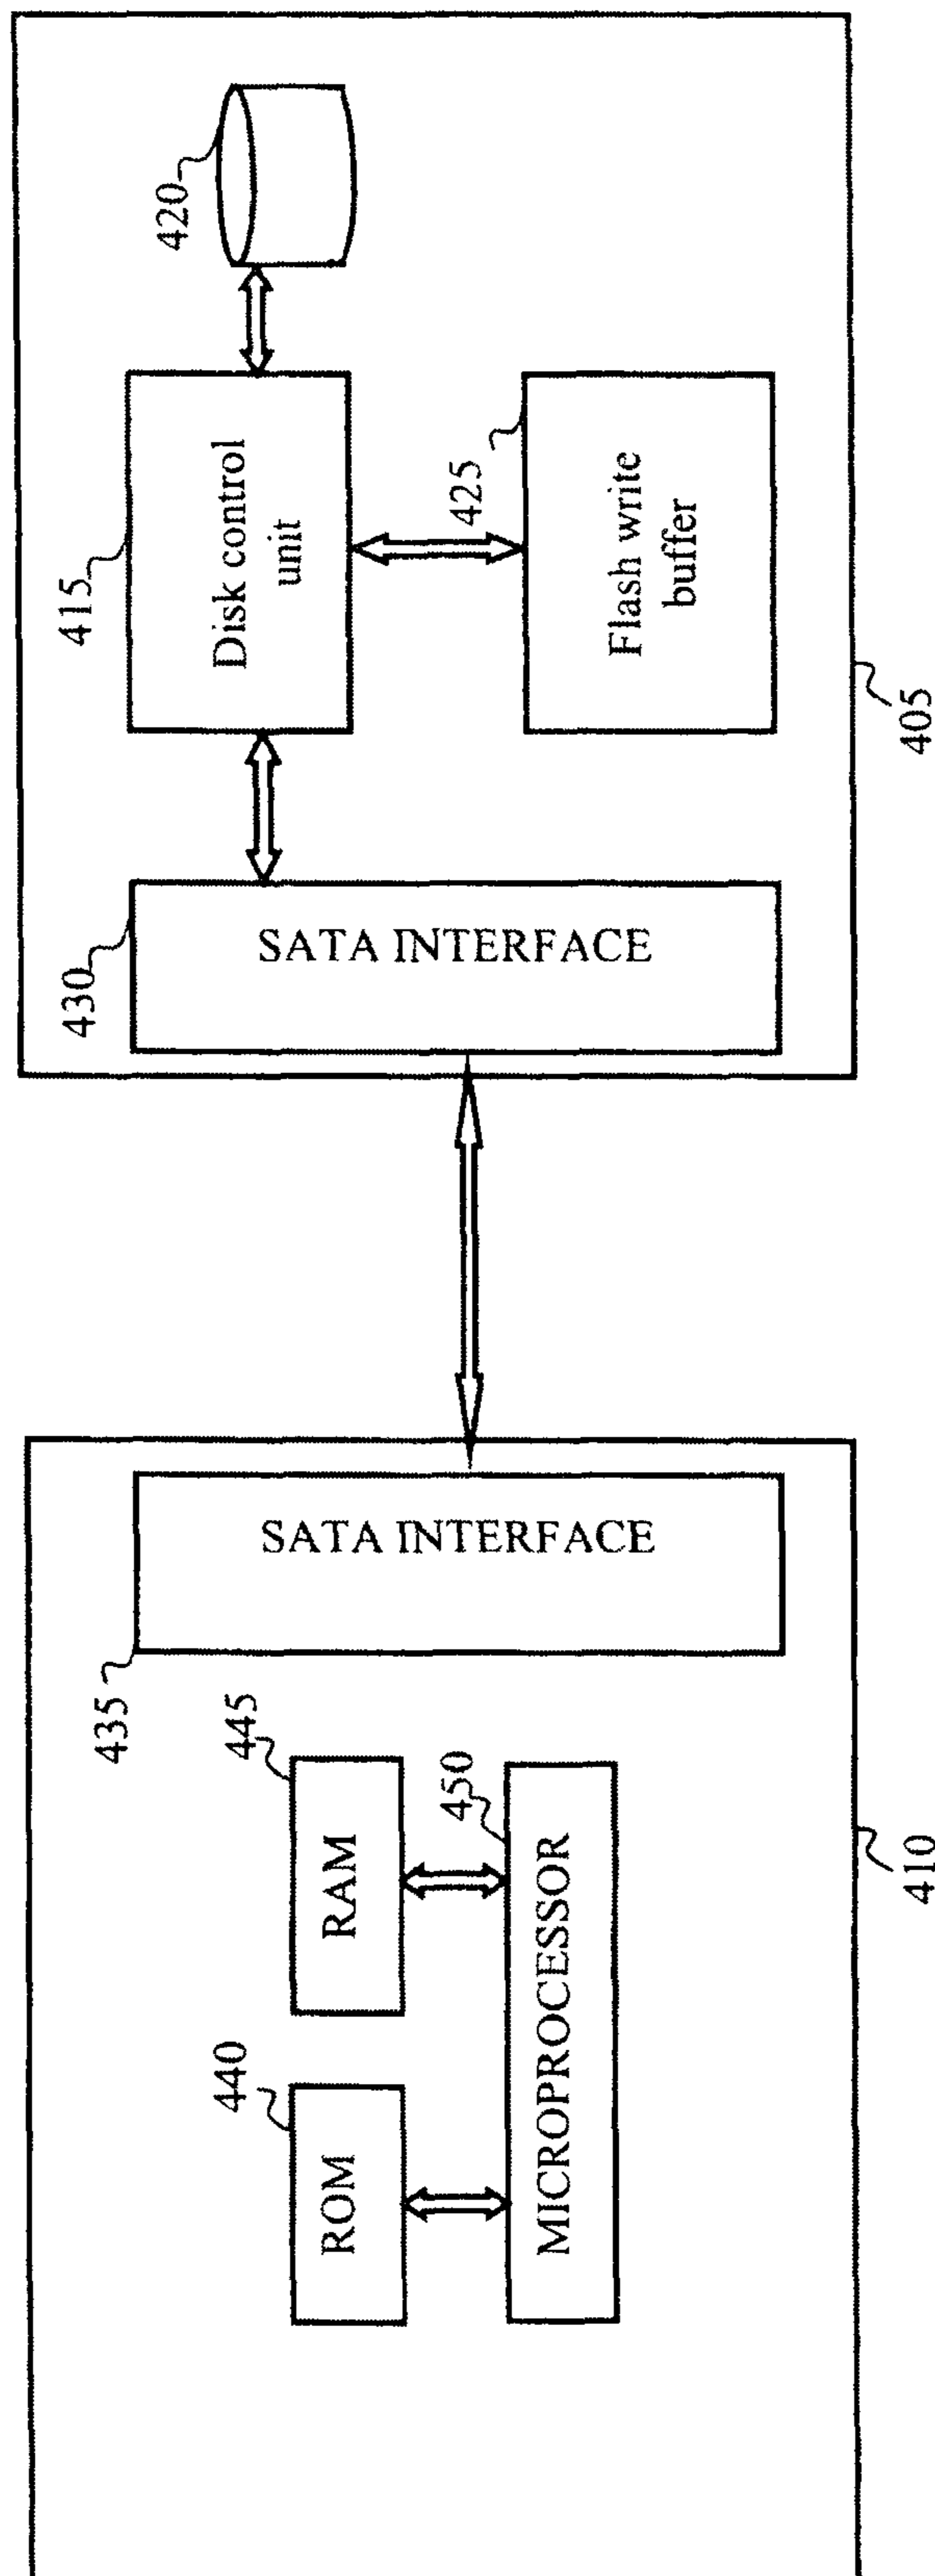 440
ROM
445
RAM
450
MICROPROCESSOR
435
SATA INTERFACE
410
430
SATA INTERFACE
415
Disk control
unit
420
425
Flash write
buffer
405